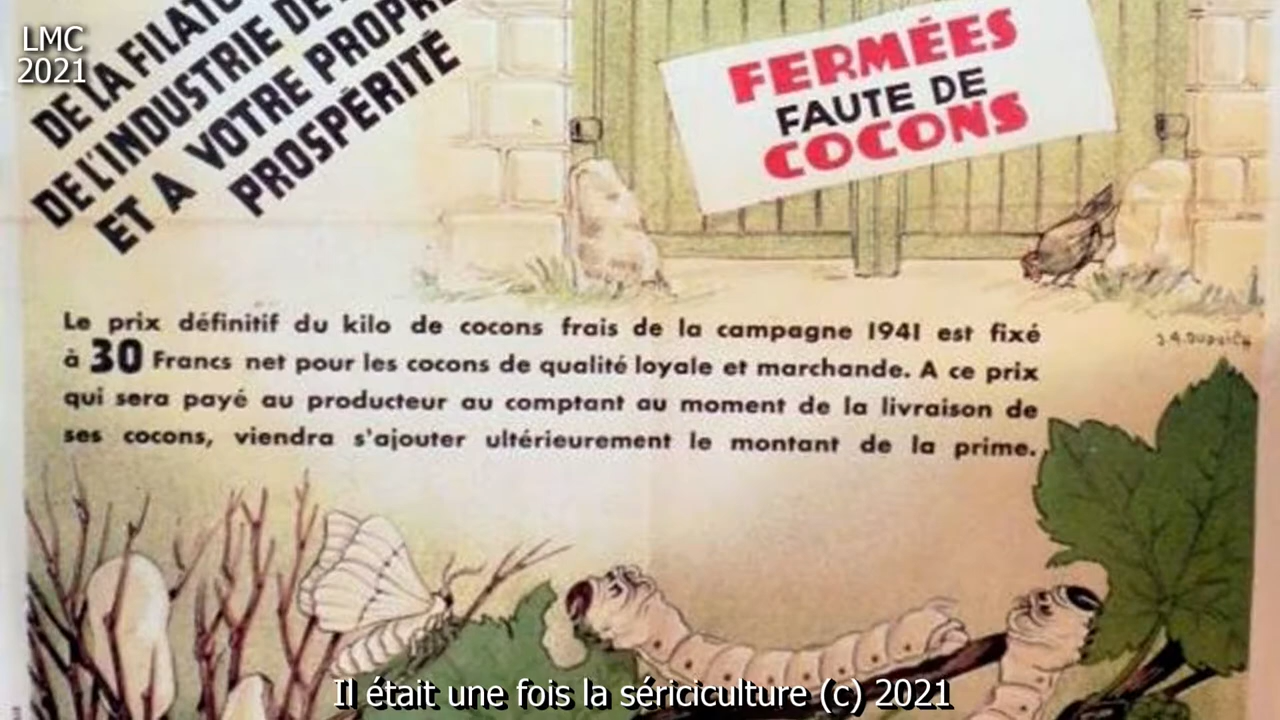 LMC
2021
DE LA
DE L'INDUSTRIE
ET A VOTRE
PROSPÉRITÉ
FERMÉES
FAUTE DE
COCONS
Le prix définitif du kilo de cocons frais de la campagne 1941 est fixé
à 30 Francs net pour les cocons de qualité loyale et marchande. A ce prix
qui sera payé au producteur au comptant au moment de la livraison de
ses cocons, viendra s'ajouter ultérieurement le montant de la prime.
Il était une fois la sériciculture (c) 2021